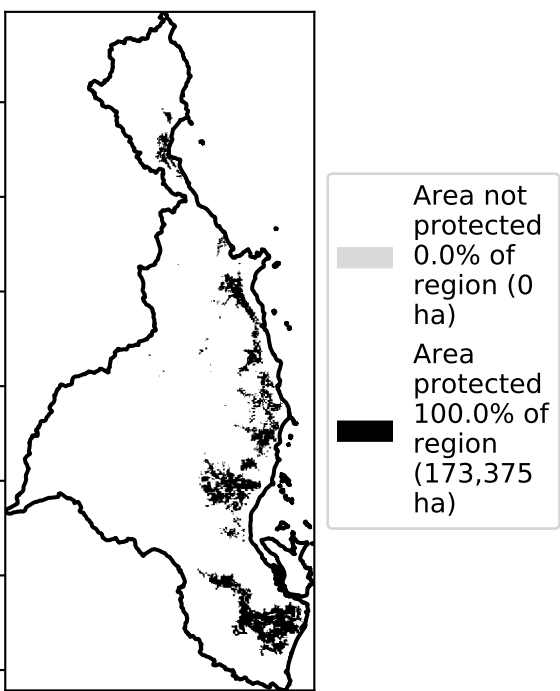 Area not
protected
0.0% of
region (0
ha)
Area
protected
100.0% of
region
(173,375
ha)